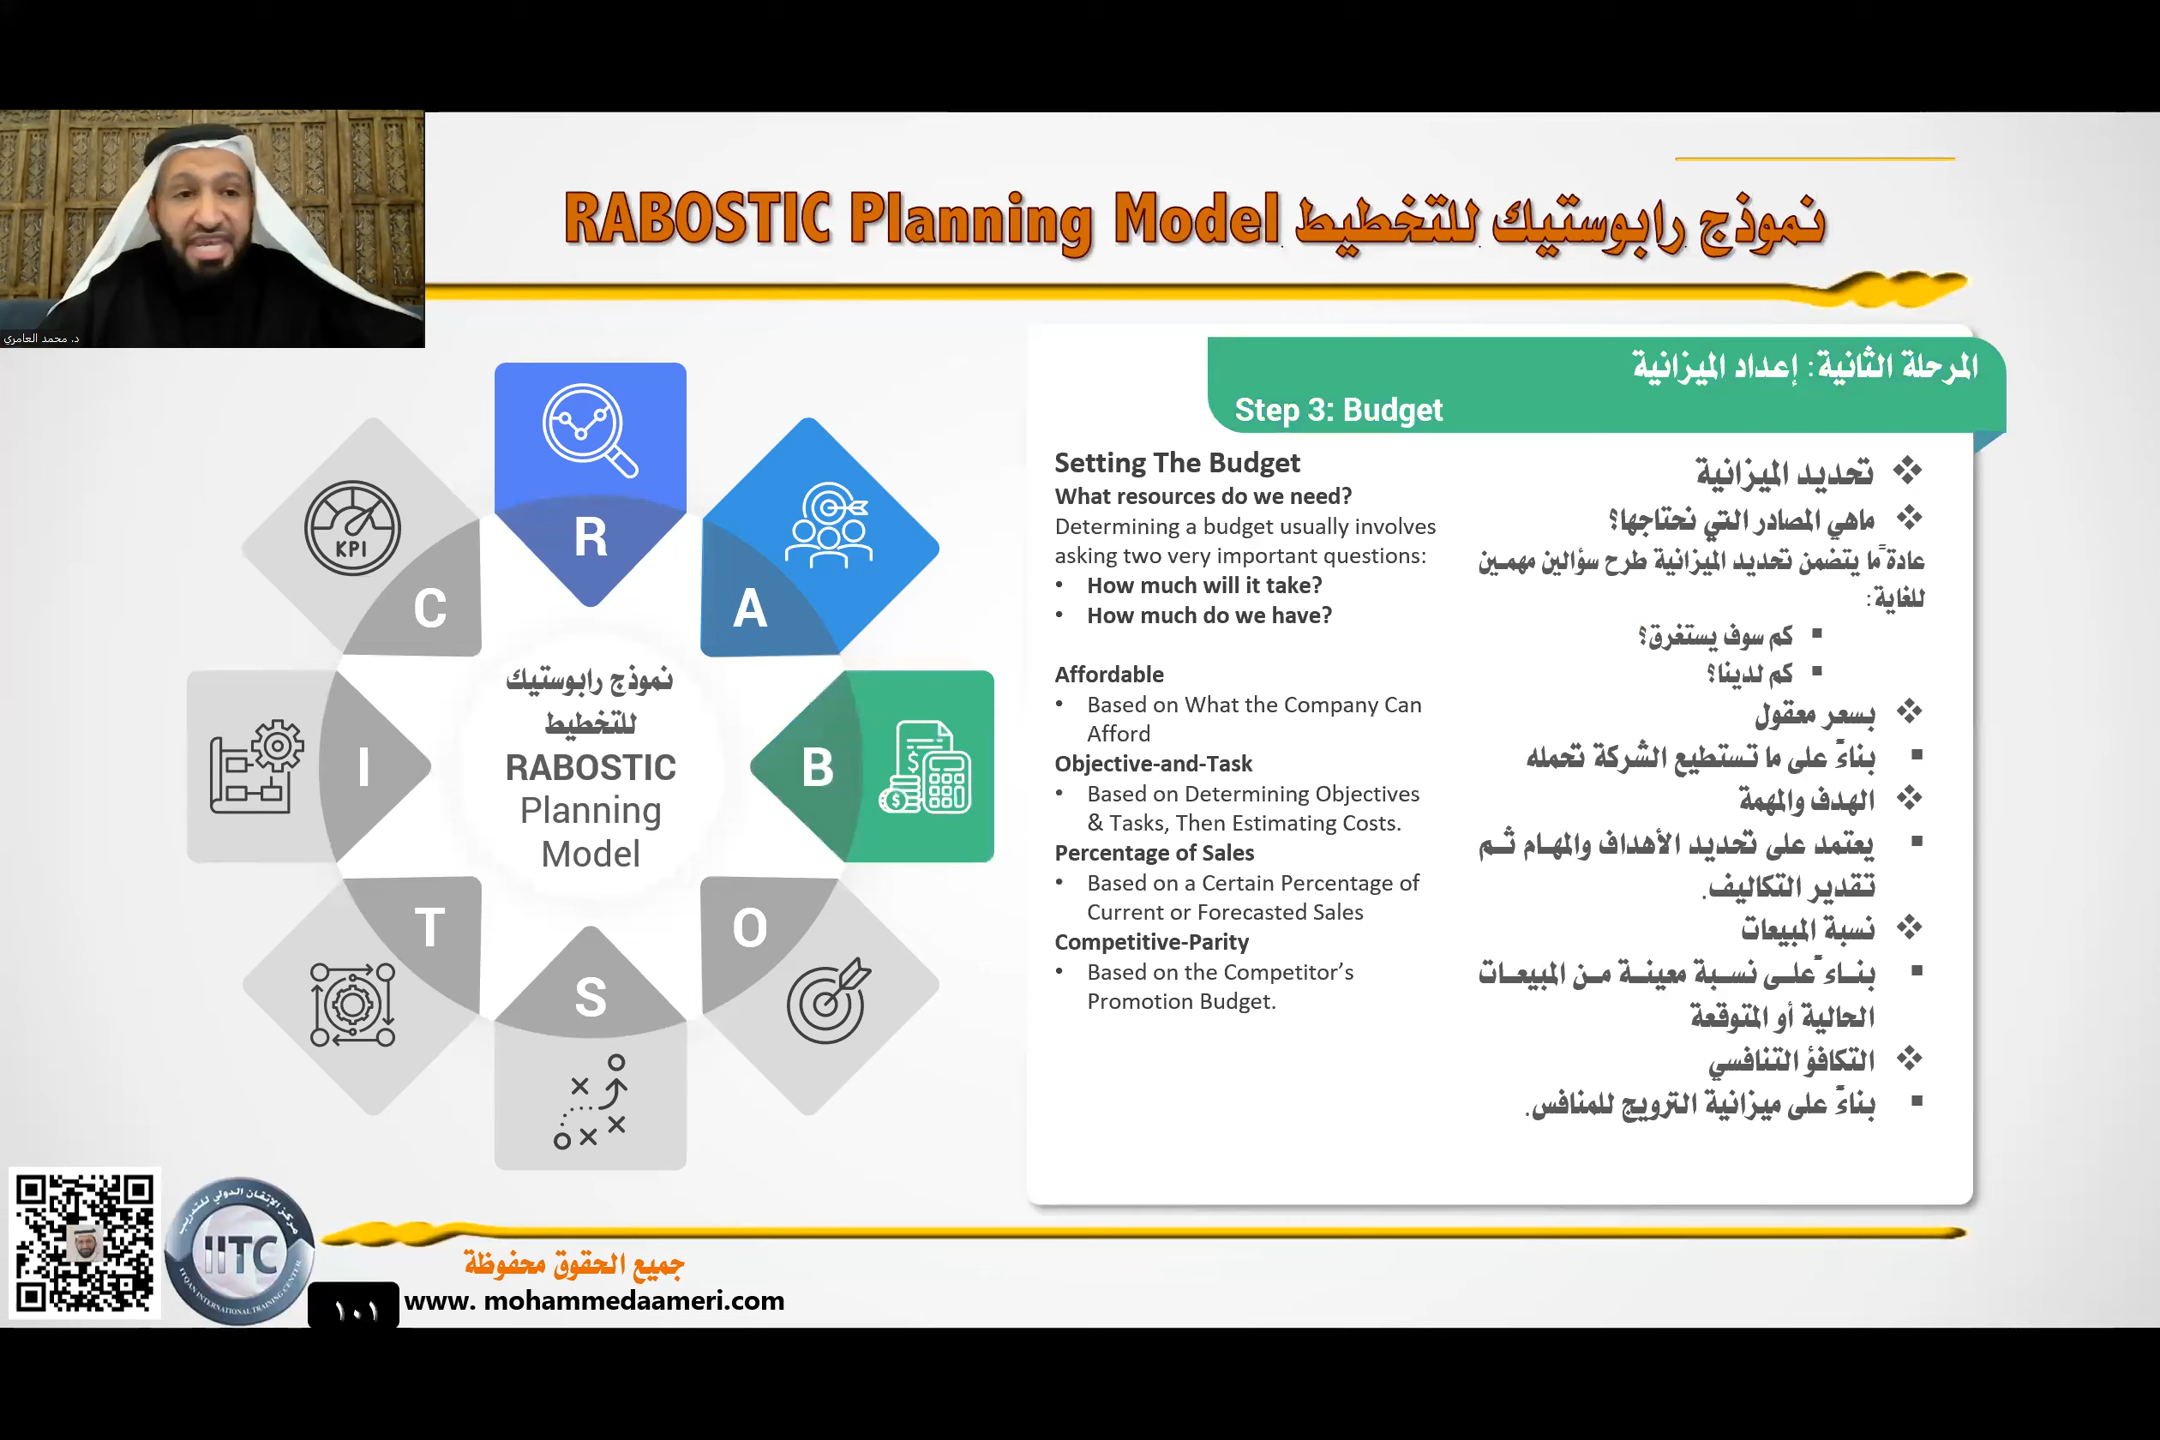 نموذج رابوستيك للتخطيط RABOSTIC Planning Model
د. محمد العامري
المرحلة الثانية: إعداد الميزانية
Step 3: Budget
Setting The Budget
What resources do we need?
Determining a budget usually involves
asking two very important questions:
• How much will it take?
• How much do we have?
Affordable
• Based on What the Company Can
Afford
Objective-and-Task
• Based on Determining Objectives
& Tasks, Then Estimating Costs.
Percentage of Sales
• Based on a Certain Percentage of
Current or Forecasted Sales
Competitive-Parity
• Based on the Competitor’s
Promotion Budget.
❖ تحديد الميزانية
❖ ماهي المصادر التي نحتاجها؟
عادة ًما يتضمن تحديد الميزانية طرح سؤالين مهمين
للغاية:
▪ كم سوف يستغرق؟
▪ كم لدينا؟
❖ بسعر معقول
▪ بناءً على ما تستطيع الشركة تحمله
❖ الهدف والمهمة
▪ يعتمد على تحديد الأهداف والمهام ثم
تقدير التكاليف.
❖ نسبة المبيعات
▪ بناء ًعلى نسبة معينة من المبيعات
الحالية أو المتوقعة
❖ التكافؤ التنافسي
▪ بناءً على ميزانية الترويج للمنافس.
R
A
B
O
S
T
I
C
KPI
نموذج رابوستيك
للتخطيط
RABOSTIC
Planning
Model
مركز الإتقان الدولي للتدريب
IITC
ITQAN INTERNATIONAL TRAINING CENTER
جميع الحقوق محفوظة
١٠١
www. mohammedaameri.com